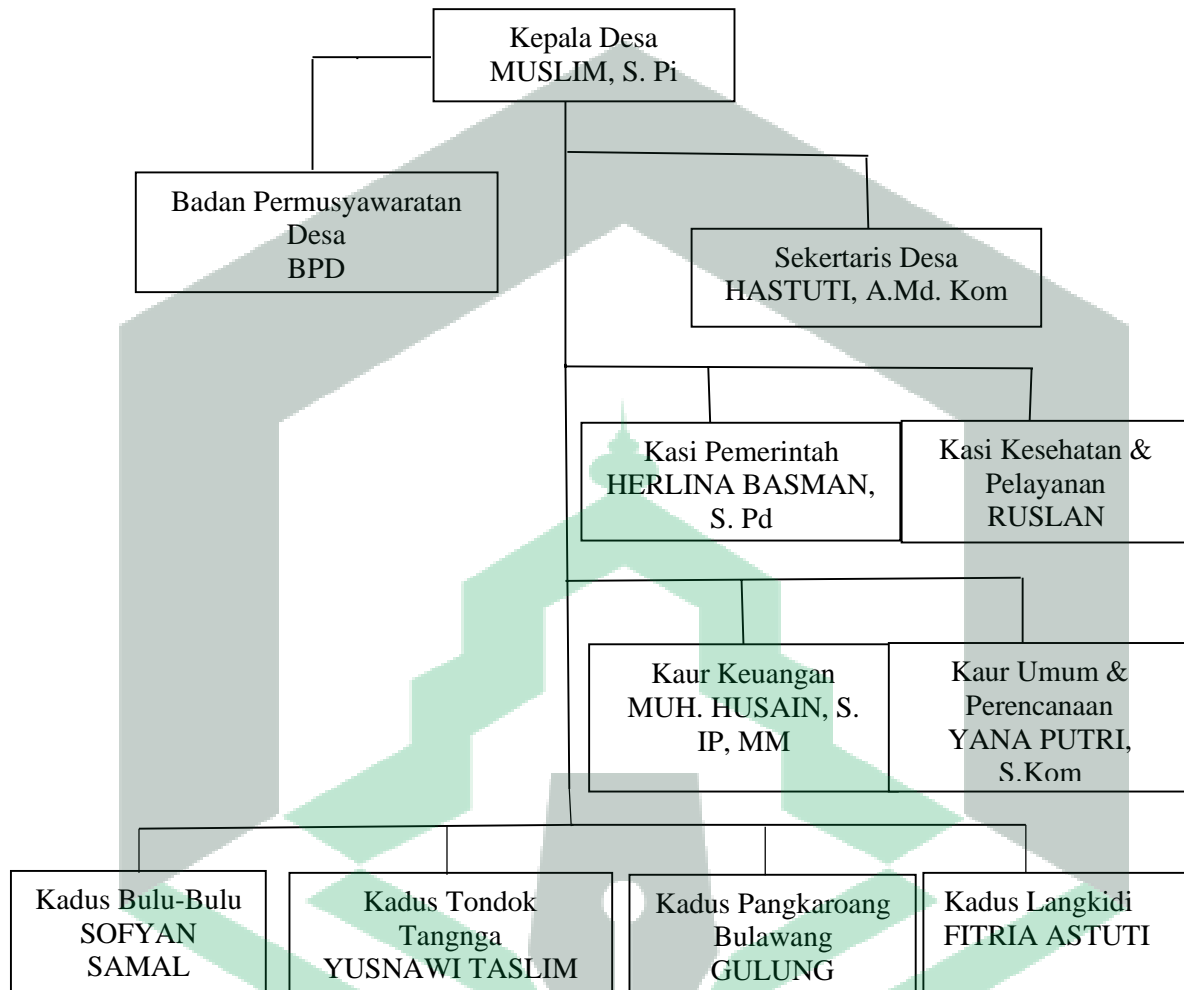 Kepala Desa
MUSLIM, S. Pi
Badan Permusyawaratan
Desa
BPD
Sekertaris Desa
HASTUTI, A.Md. Kom
Kasi Pemerintah
HERLINA BASMAN,
S. Pd
Kasi Kesehatan &
Pelayanan
RUSLAN
Kaur Keuangan
MUH. HUSAIN, S.
IP, MM
Kaur Umum &
Perencanaan
YANA PUTRI,
S.Kom
Kadus Bulu-Bulu
SOFYAN
SAMAL
Kadus Tondok
Tangnga
YUSNAWI TASLIM
Kadus Pangkaroang
Bulawang
GULUNG
Kadus Langkidi
FITRIA ASTUTI